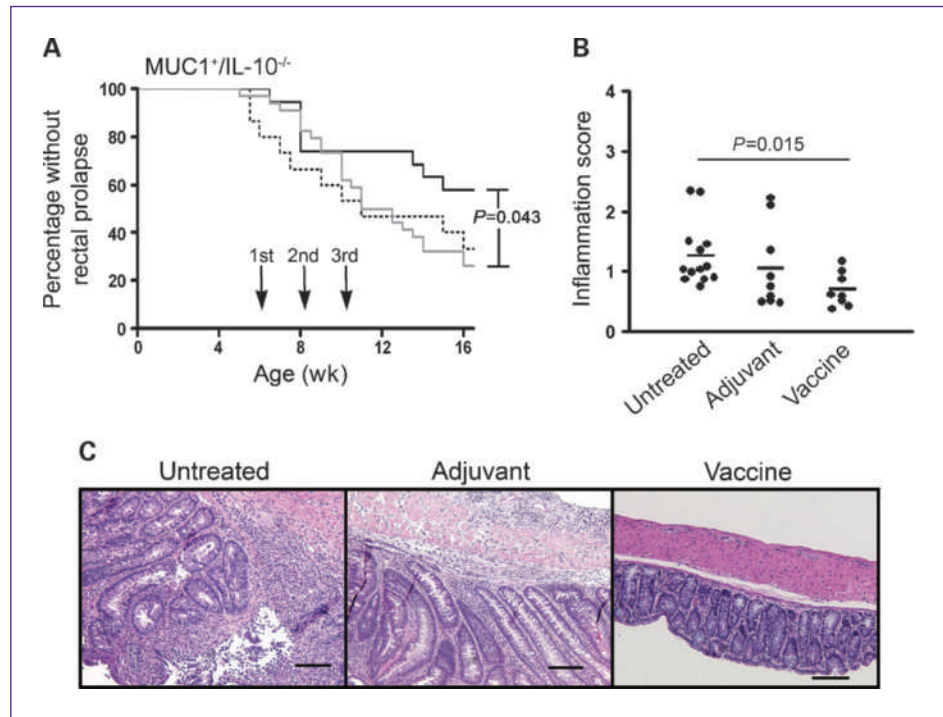 A
MUC1+/IL-10-/-
Percentage without
rectal prolapse
100
80
60
40
20
0
1st 2nd 3rd
P=0.043
0 4 8 12 16
Age (wk)
B
Inflammation score
4
3
2
1
0
P=0.015
Untreated Adjuvant Vaccine
C
Untreated Adjuvant Vaccine